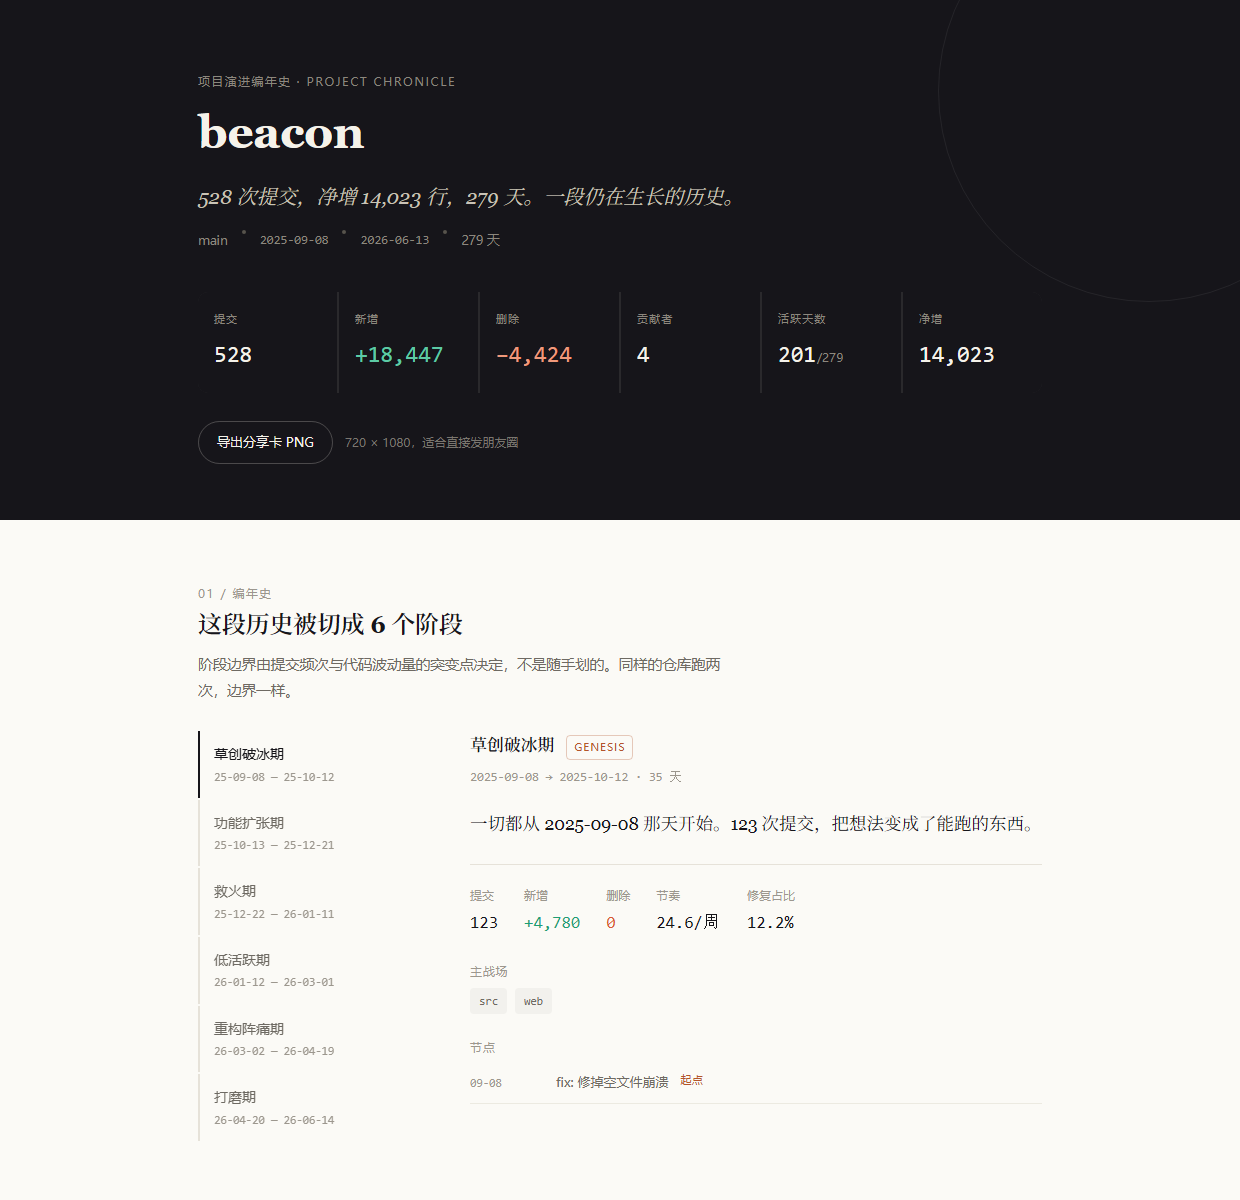 项目演进编年史 · PROJECT CHRONICLE
beacon
528 次提交，净增 14,023 行，279 天。一段仍在生长的历史。
main • 2025-09-08 • 2026-06-13 • 279 天
提交 新增 删除 贡献者 活跃天数 净增
528 +18,447 −4,424 4 201/279 14,023
导出分享卡 PNG 720 × 1080，适合直接发朋友圈
01 / 编年史
这段历史被切成 6 个阶段
阶段边界由提交频次与代码波动量的突变点决定，不是随手划的。同样的仓库跑两
次，边界一样。
草创破冰期
25-09-08 — 25-10-12
功能扩张期
25-10-13 — 25-12-21
救火期
25-12-22 — 26-01-11
低活跃期
26-01-12 — 26-03-01
重构阵痛期
26-03-02 — 26-04-19
打磨期
26-04-20 — 26-06-14
草创破冰期 GENESIS
2025-09-08 → 2025-10-12 · 35 天
一切都从 2025-09-08 那天开始。123 次提交，把想法变成了能跑的东西。
提交 新增 删除 节奏 修复占比
123 +4,780 0 24.6/周 12.2%
主战场
src web
节点
09-08 fix: 修掉空文件崩溃 起点